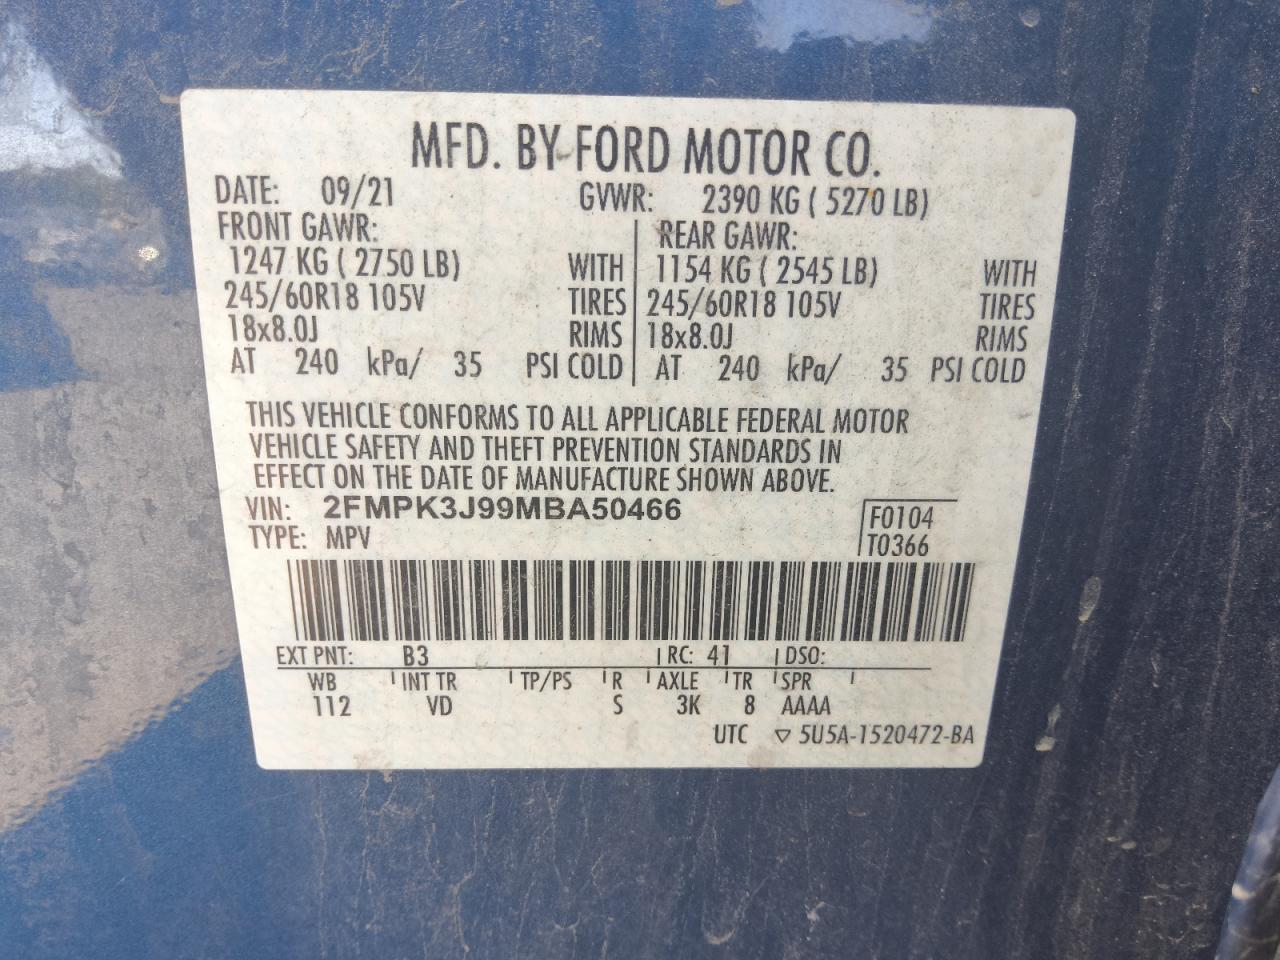 MFD. BY FORD MOTOR CO.
DATE: 09/21 GVWR: 2390 KG ( 5270 LB)
FRONT GAWR: REAR GAWR:
1247 KG ( 2750 LB) WITH 1154 KG ( 2545 LB) WITH
245/60R18 105V TIRES 245/60R18 105V TIRES
18x8.0J RIMS 18x8.0J RIMS
AT 240 kPa/ 35 PSI COLD AT 240 kPa/ 35 PSI COLD
THIS VEHICLE CONFORMS TO ALL APPLICABLE FEDERAL MOTOR
VEHICLE SAFETY AND THEFT PREVENTION STANDARDS IN
EFFECT ON THE DATE OF MANUFACTURE SHOWN ABOVE.
VIN: 2FMPK3J99MBA50466 F0104
TYPE: MPV T0366
EXT PNT: B3 RC: 41 DSO:
WB INT TR TP/PS R AXLE TR SPR
112 VD S 3K 8 AAAA
UTC ▽ 5U5A-1520472-BA